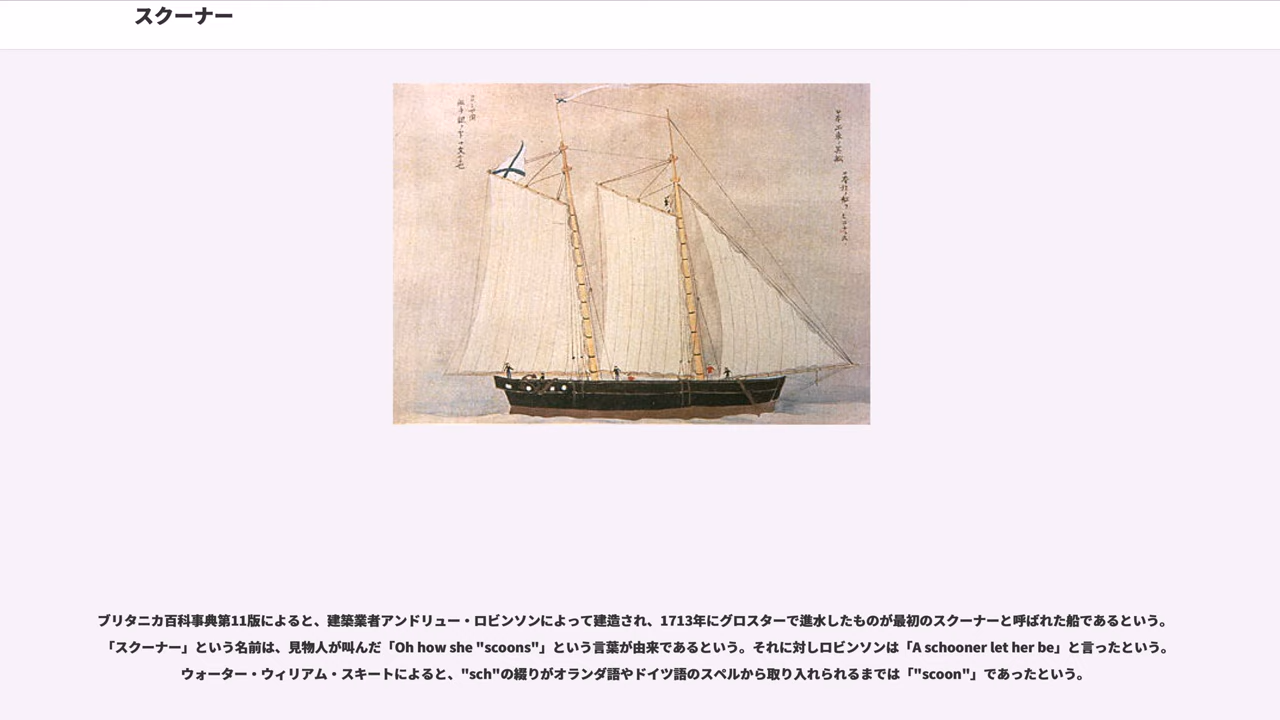 スクーナー
ブリタニカ百科事典第11版によると、建築業者アンドリュー・ロビンソンによって建造され、1713年にグロスターで進水したものが最初のスクーナーと呼ばれた船であるという。
「スクーナー」という名前は、見物人が叫んだ「Oh how she "scoons"」という言葉が由来であるという。それに対しロビンソンは「A schooner let her be」と言ったという。
ウォーター・ウィリアム・スキートによると、"sch"の綴りがオランダ語やドイツ語のスペルから取り入れられるまでは「"scoon"」であったという。